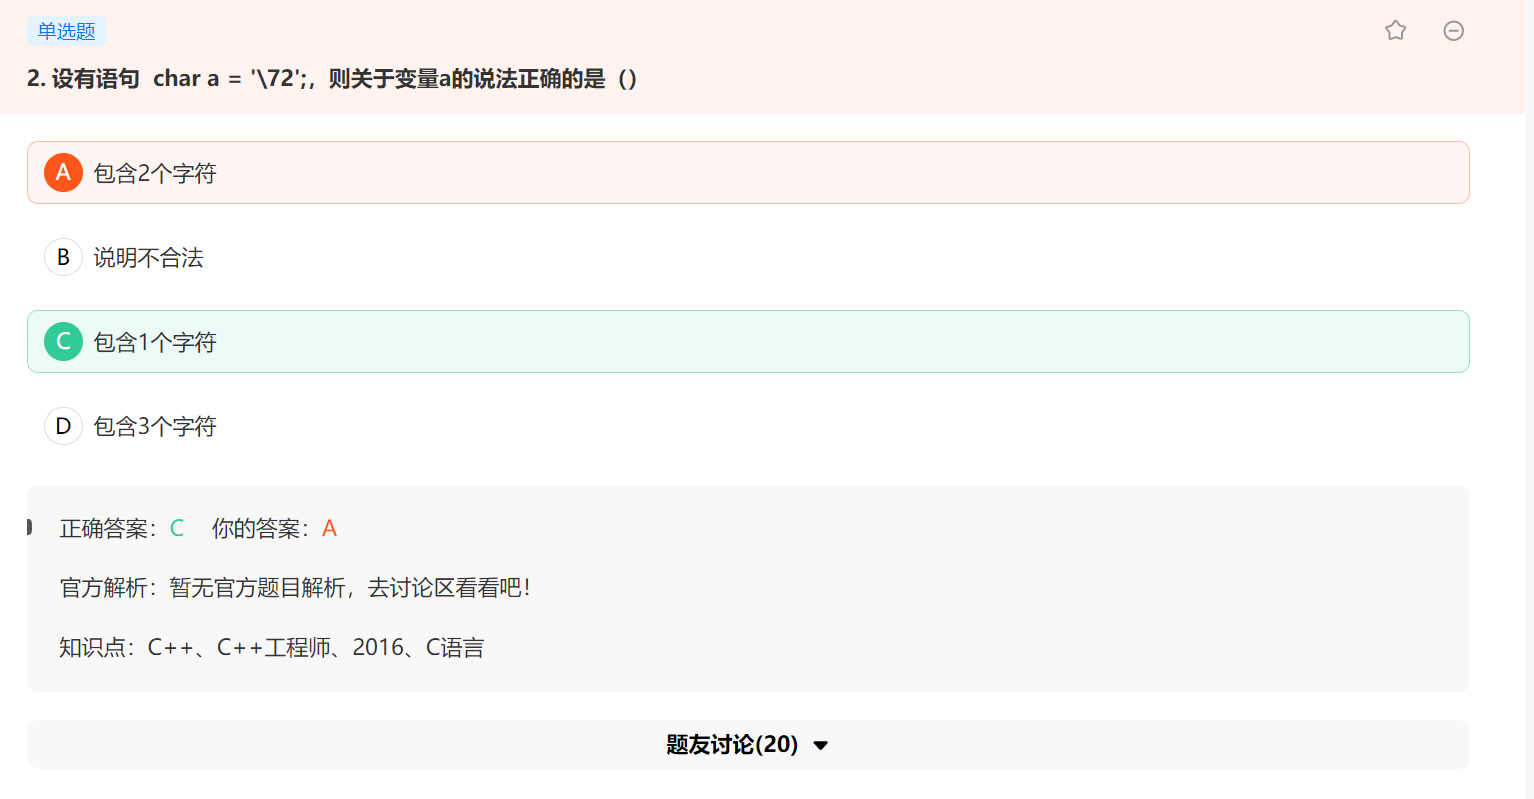 单选题
2. 设有语句  char a = '\72';，则关于变量a的说法正确的是（）
A 包含2个字符
B 说明不合法
C 包含1个字符
D 包含3个字符
正确答案：C 你的答案：A
官方解析：暂无官方题目解析，去讨论区看看吧！
知识点：C++、C++工程师、2016、C语言
题友讨论(20)